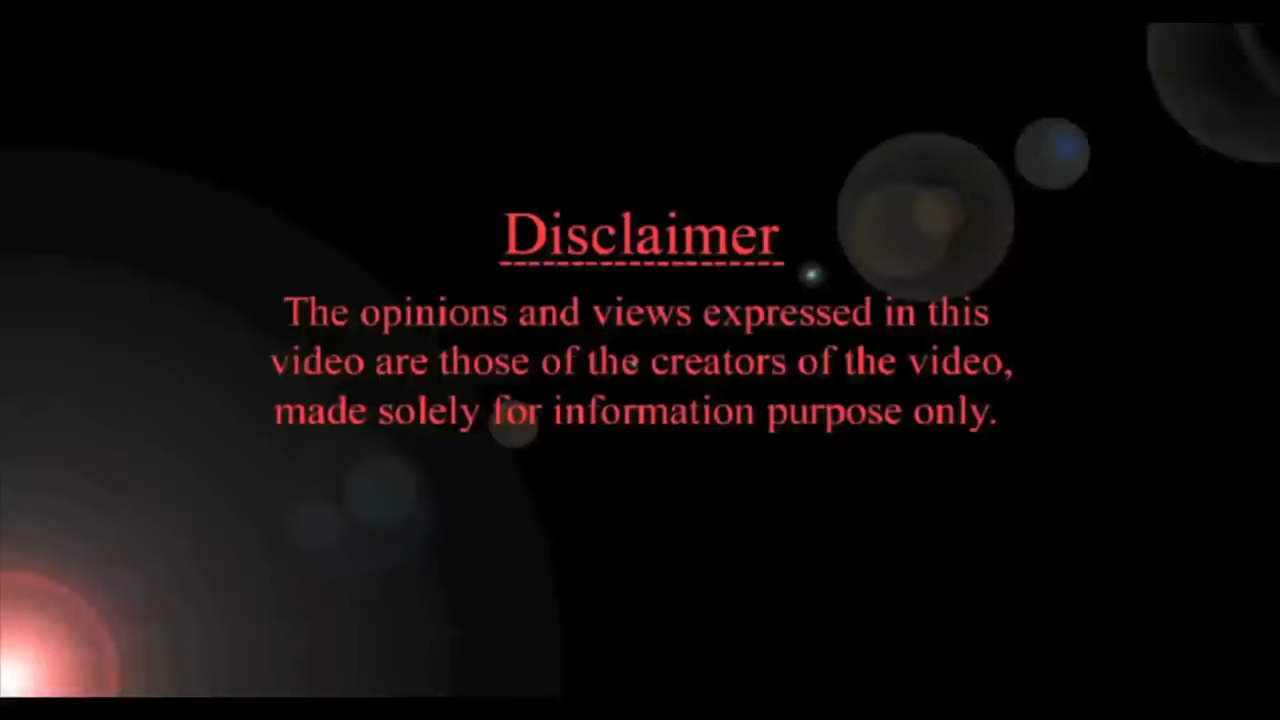 Disclaimer
The opinions and views expressed in this
video are those of the creators of the video,
made solely for information purpose only.